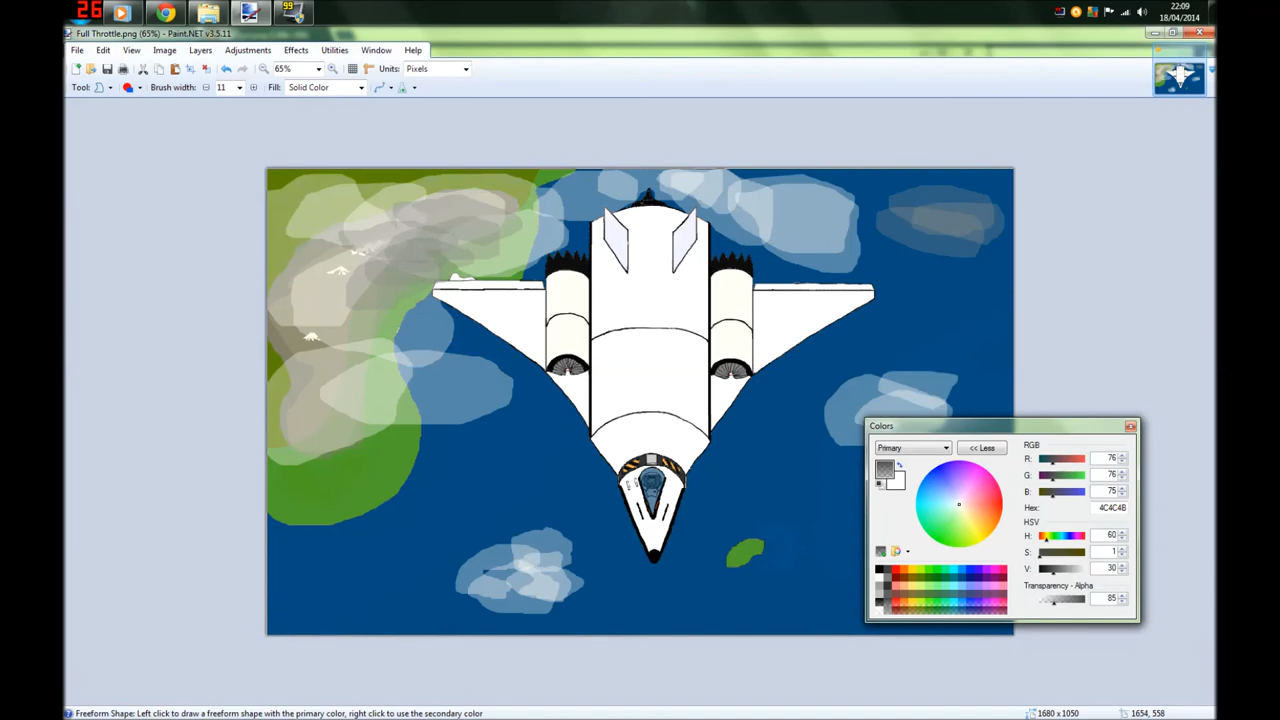 26
99
22:09
18/04/2014
Full Throttle.png (65%) - Paint.NET v3.5.11
File Edit View Image Layers Adjustments Effects Utilities Window Help
65% Units: Pixels
Tool: Brush width: 11 Fill: Solid Color
Colors
Primary << Less RGB
R: 76
G: 76
B: 75
Hex: 4C4C4B
HSV
H: 60
S: 1
V: 30
Transparency - Alpha
85
Freeform Shape: Left click to draw a freeform shape with the primary color, right click to use the secondary color 1680 x 1050 1654, 558